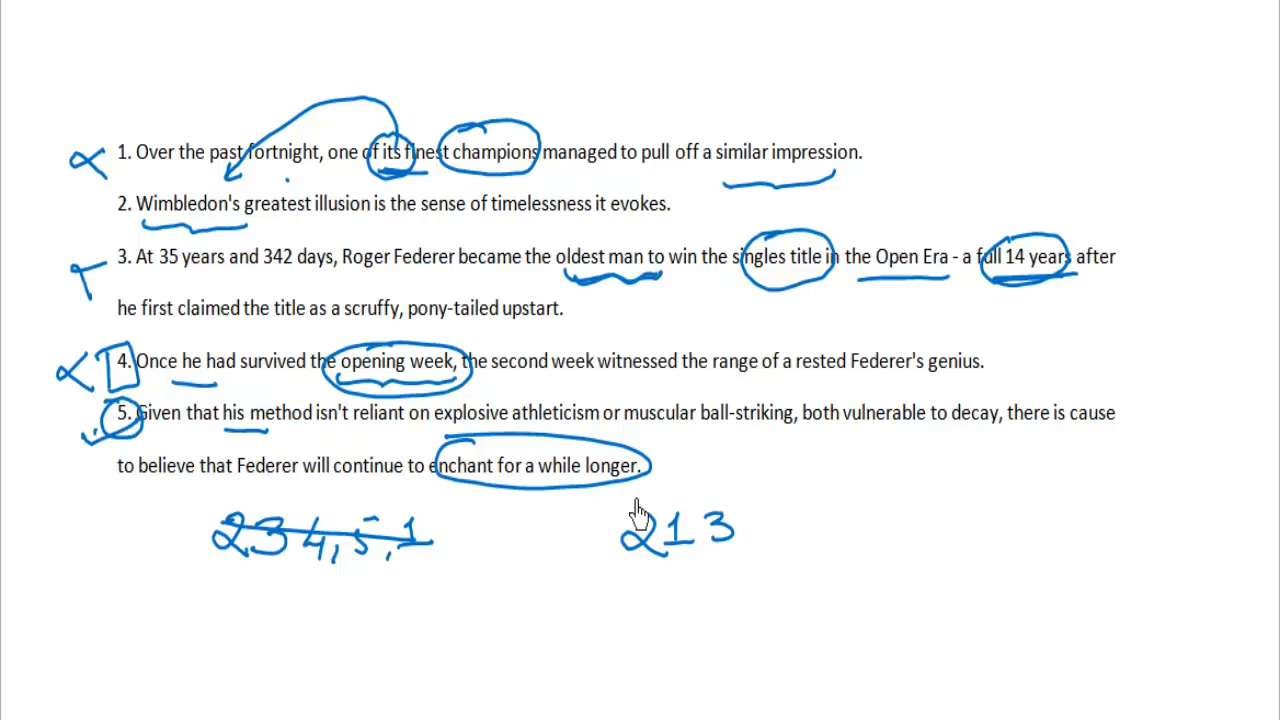 1. Over the past fortnight, one of its finest champions managed to pull off a similar impression.
2. Wimbledon's greatest illusion is the sense of timelessness it evokes.
3. At 35 years and 342 days, Roger Federer became the oldest man to win the singles title in the Open Era - a full 14 years after
he first claimed the title as a scruffy, pony-tailed upstart.
4. Once he had survived the opening week, the second week witnessed the range of a rested Federer's genius.
5. Given that his method isn't reliant on explosive athleticism or muscular ball-striking, both vulnerable to decay, there is cause
to believe that Federer will continue to enchant for a while longer.
234,5,1 213